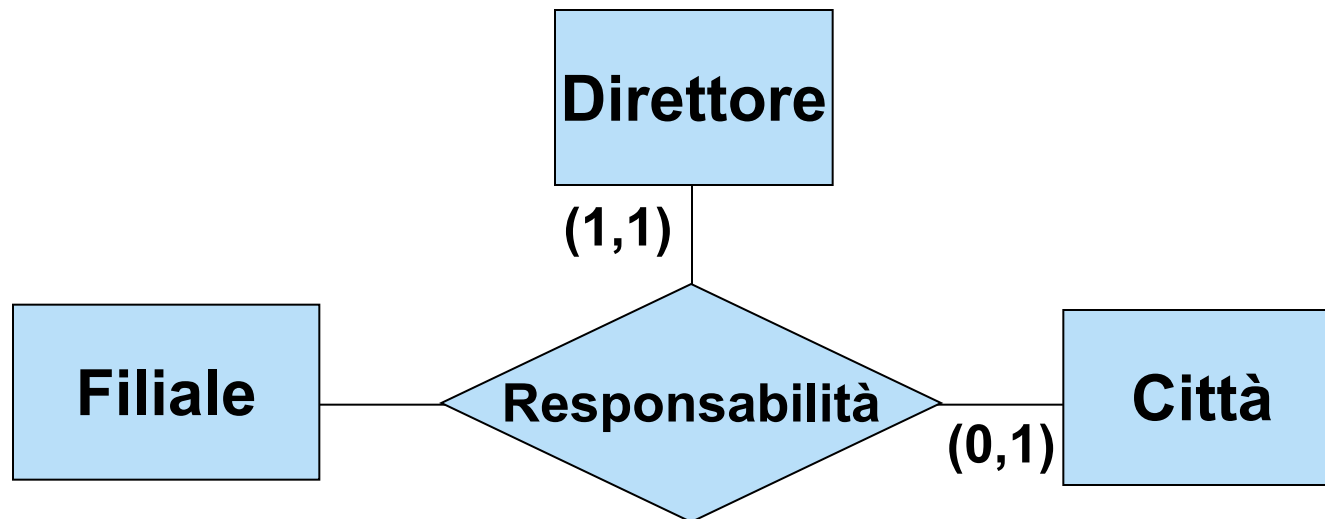 Direttore
(1,1)
Filiale
Responsabilità
Città
(0,1)